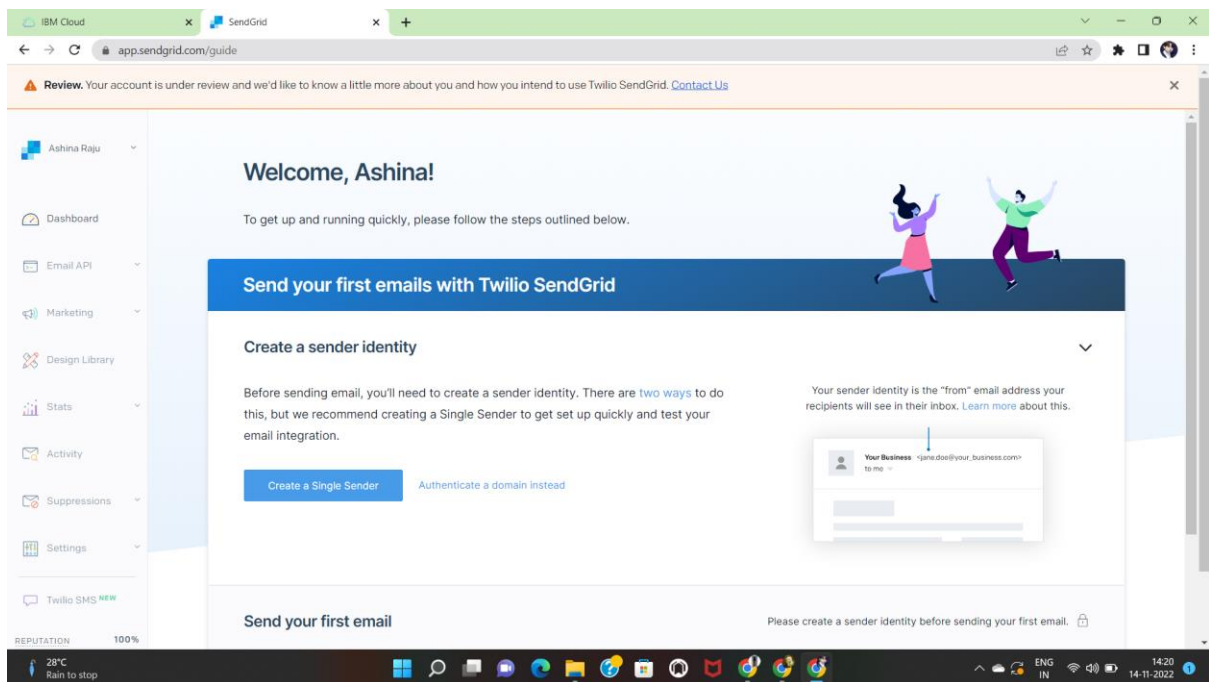 IBM Cloud
SendGrid
app.sendgrid.com/guide
Review. Your account is under review and we'd like to know a little more about you and how you intend to use Twilio SendGrid. Contact Us
Ashina Raju
Dashboard
Email API
Marketing
Design Library
Stats
Activity
Suppressions
Settings
Twilio SMS NEW
REPUTATION 100%
Welcome, Ashina!
To get up and running quickly, please follow the steps outlined below.
Send your first emails with Twilio SendGrid
Create a sender identity
Before sending email, you'll need to create a sender identity. There are two ways to do
this, but we recommend creating a Single Sender to get set up quickly and test your
email integration.
Create a Single Sender
Authenticate a domain instead
Your sender identity is the "from" email address your
recipients will see in their inbox. Learn more about this.
Your Business <jane.doe@your_business.com>
to me
Send your first email
Please create a sender identity before sending your first email.
28°C
Rain to stop
ENG
IN
14:20
14-11-2022
1